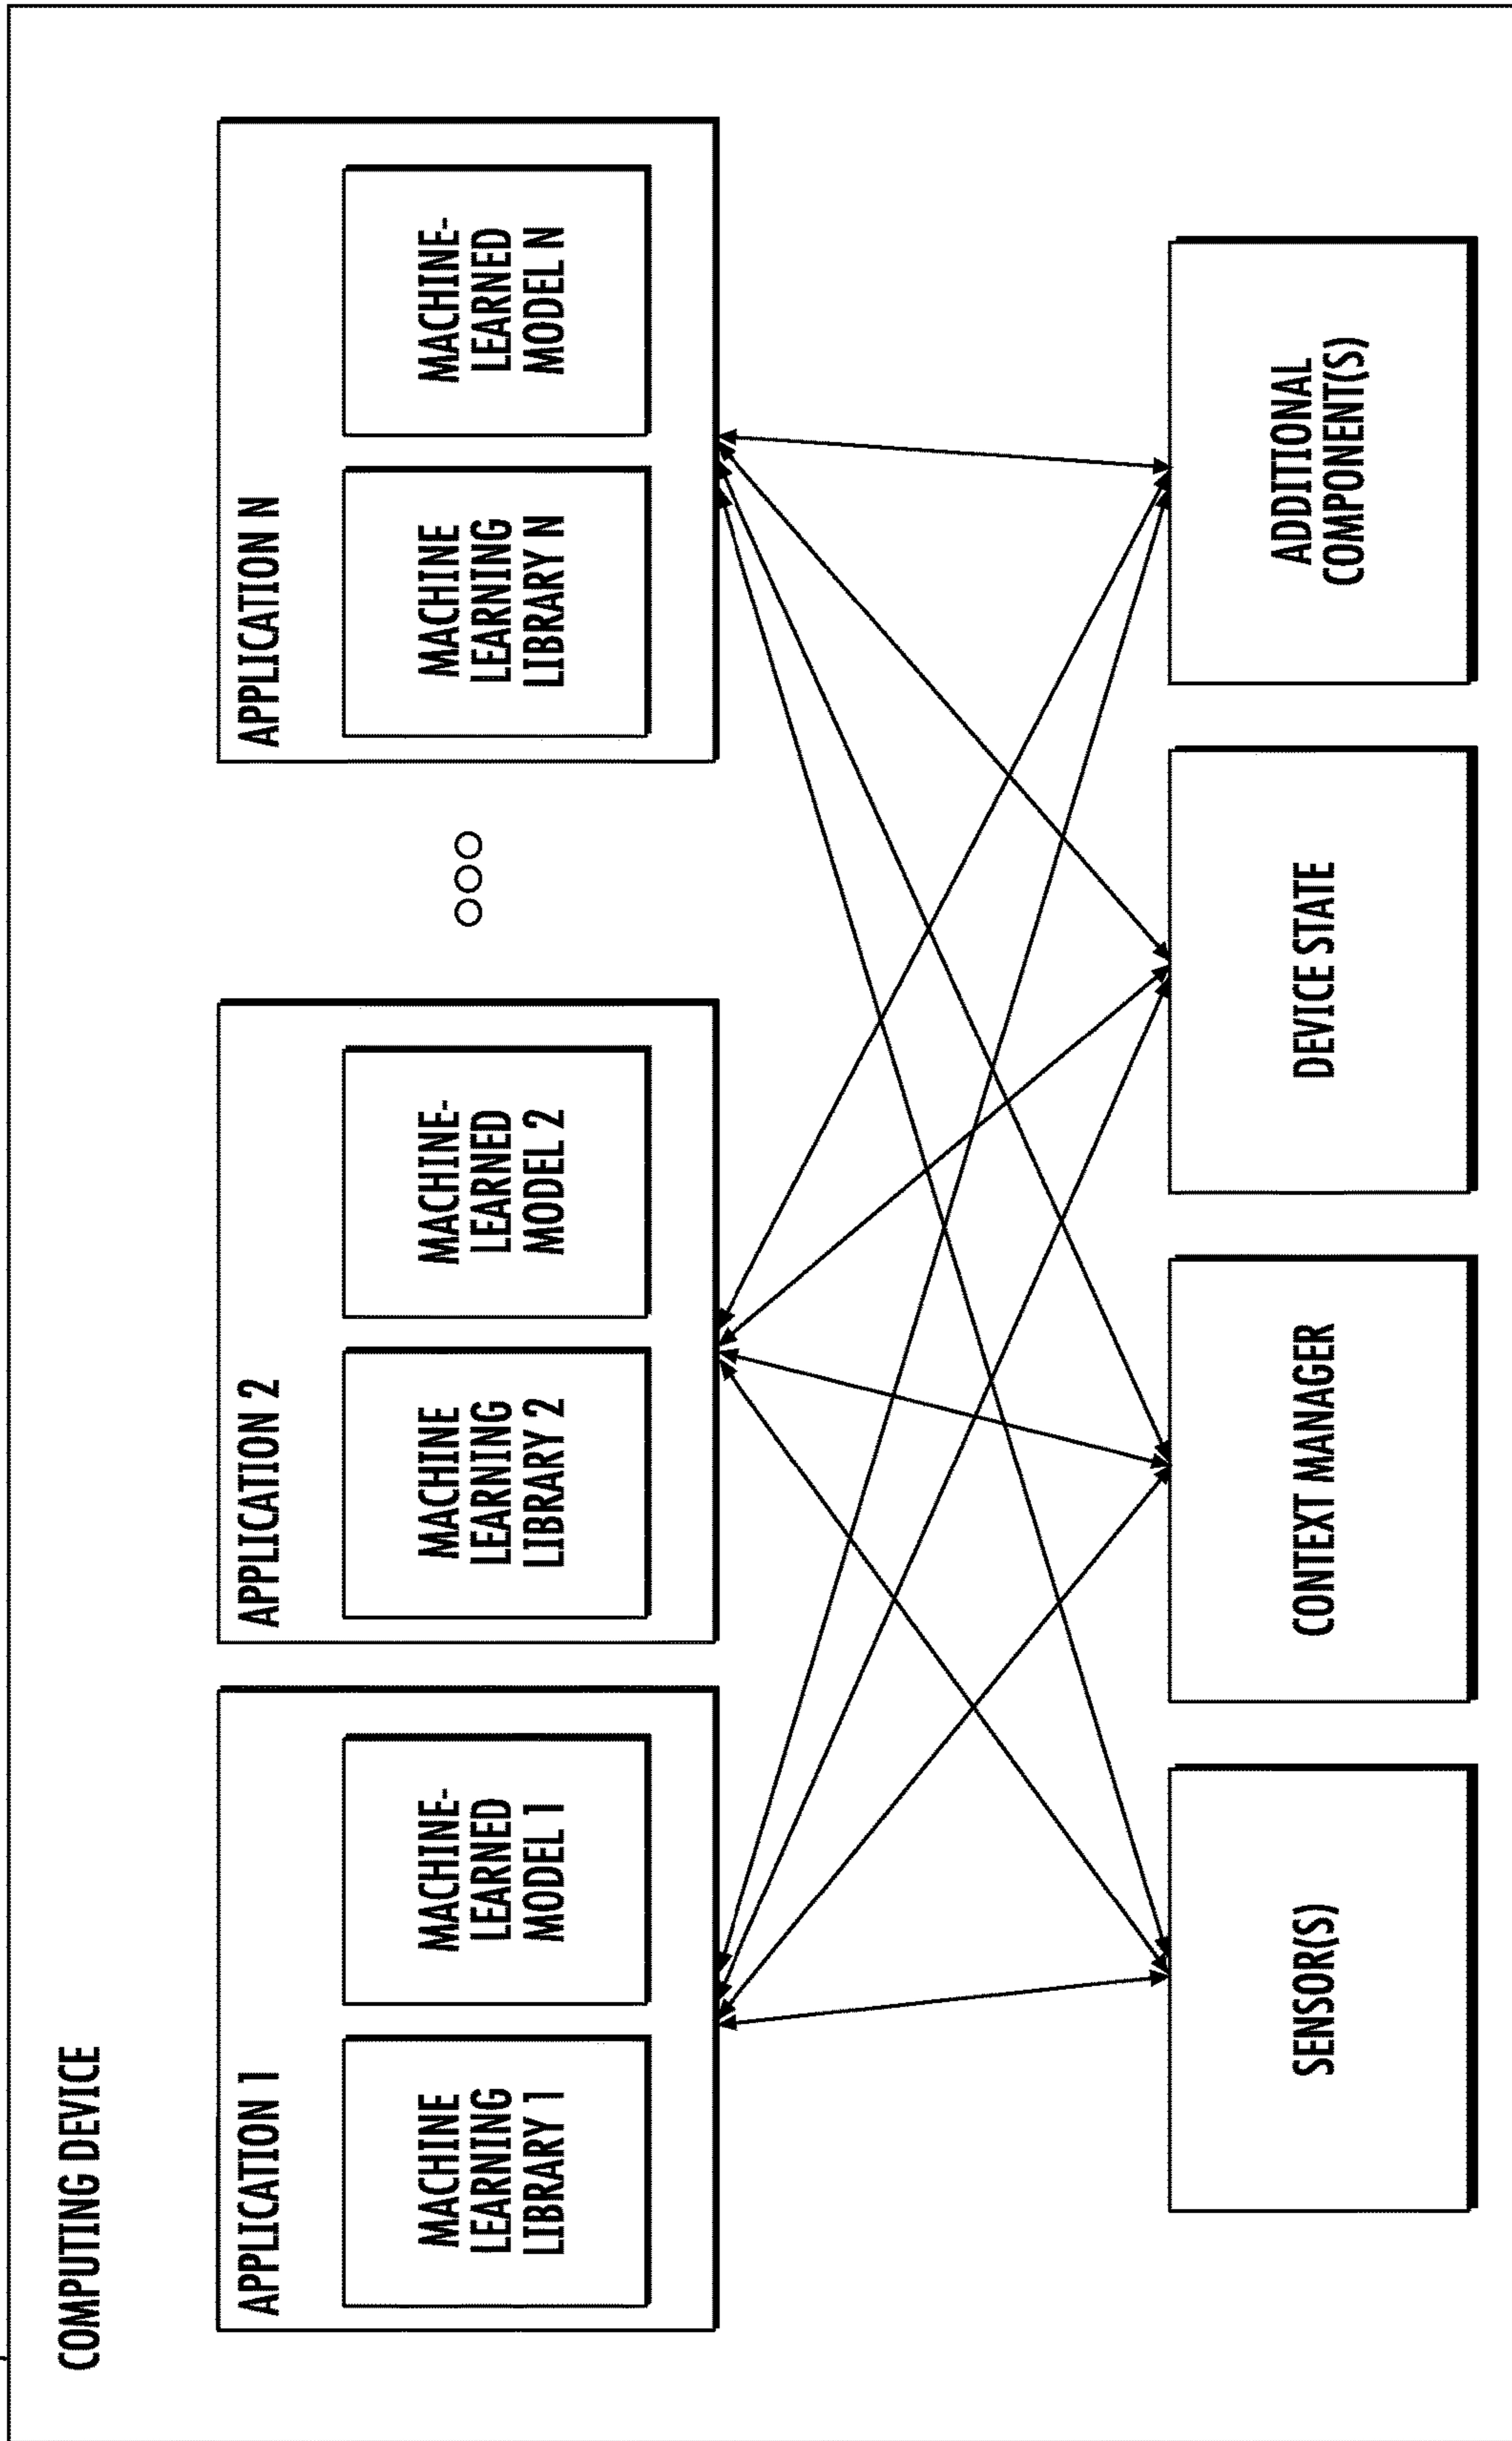 COMPUTING DEVICE
APPLICATION 1
MACHINE
LEARNING
LIBRARY 1
MACHINE-
LEARNED
MODEL 1
APPLICATION 2
MACHINE
LEARNING
LIBRARY 2
MACHINE-
LEARNED
MODEL 2
APPLICATION N
MACHINE
LEARNING
LIBRARY N
MACHINE-
LEARNED
MODEL N
SENSOR(S)
CONTEXT MANAGER
DEVICE STATE
ADDITIONAL
COMPONENT(S)